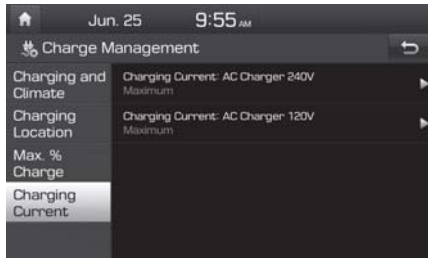 Jun. 25 9:55 AM
Charge Management
Charging and
Climate
Charging
Location
Max. %
Charge
Charging
Current
Charging Current: AC Charger 240V
Maximum
Charging Current: AC Charger 120V
Maximum